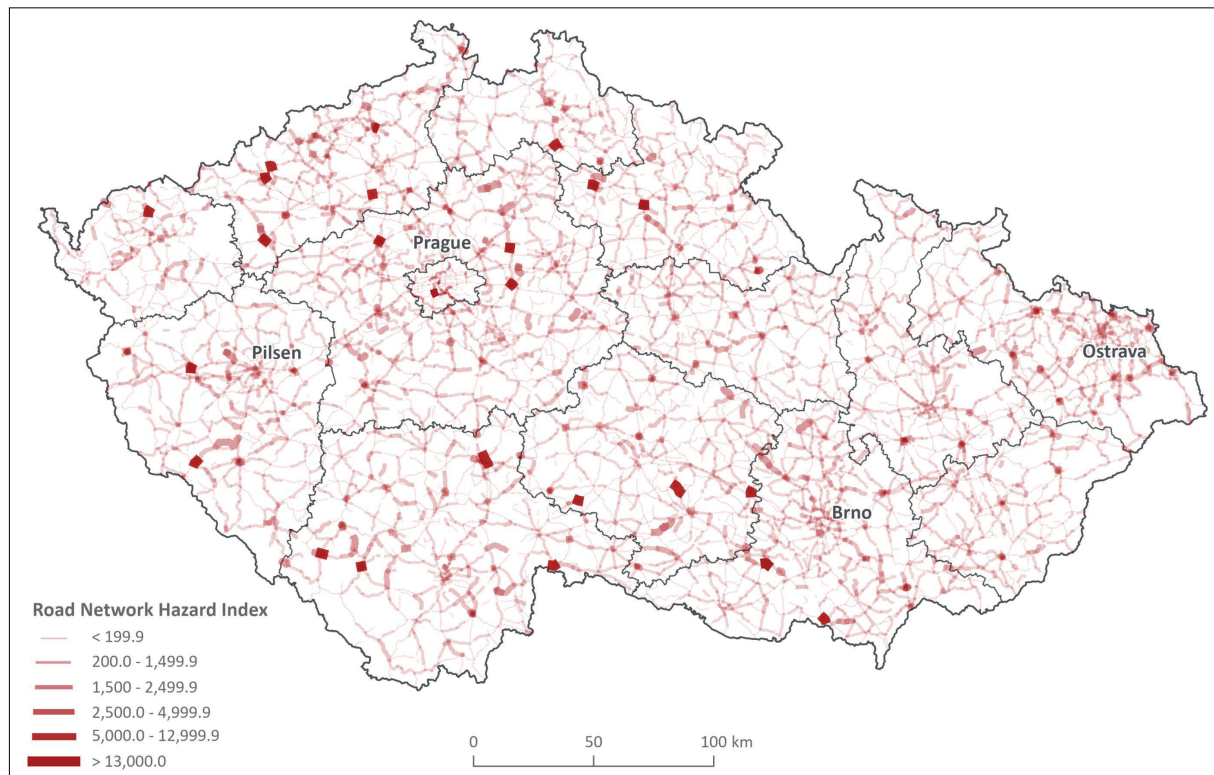 Prague
Pilsen
Ostrava
Brno
Road Network Hazard Index
< 199.9
200.0 - 1,499.9
1,500 - 2,499.9
2,500.0 - 4,999.9
5,000.0 - 12,999.9
> 13,000.0
0 50 100 km